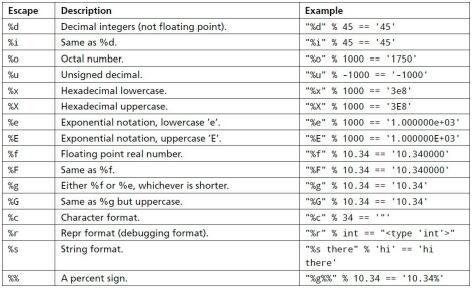 Escape Description Example
%d Decimal integers (not floating point). "%d" % 45 == '45'
%i Same as %d. "%i" % 45 == '45'
%o Octal number. "%o" % 1000 == '1750'
%u Unsigned decimal. "%u" % -1000 == '-1000'
%x Hexadecimal lowercase. "%x" % 1000 == '3e8'
%X Hexadecimal uppercase. "%X" % 1000 == '3E8'
%e Exponential notation, lowercase 'e'. "%e" % 1000 == '1.000000e+03'
%E Exponential notation, uppercase 'E'. "%E" % 1000 == '1.000000E+03'
%f Floating point real number. "%f" % 10.34 == '10.340000'
%F Same as %f. "%F" % 10.34 == '10.340000'
%g Either %f or %e, whichever is shorter. "%g" % 10.34 == '10.34'
%G Same as %g but uppercase. "%G" % 10.34 == '10.34'
%c Character format. "%c" % 34 == '"'
%r Repr format (debugging format). "%r" % int == "<type 'int'>"
%s String format. "%s there" % 'hi' == 'hi
there'
%% A percent sign. "%g%%" % 10.34 == '10.34%'